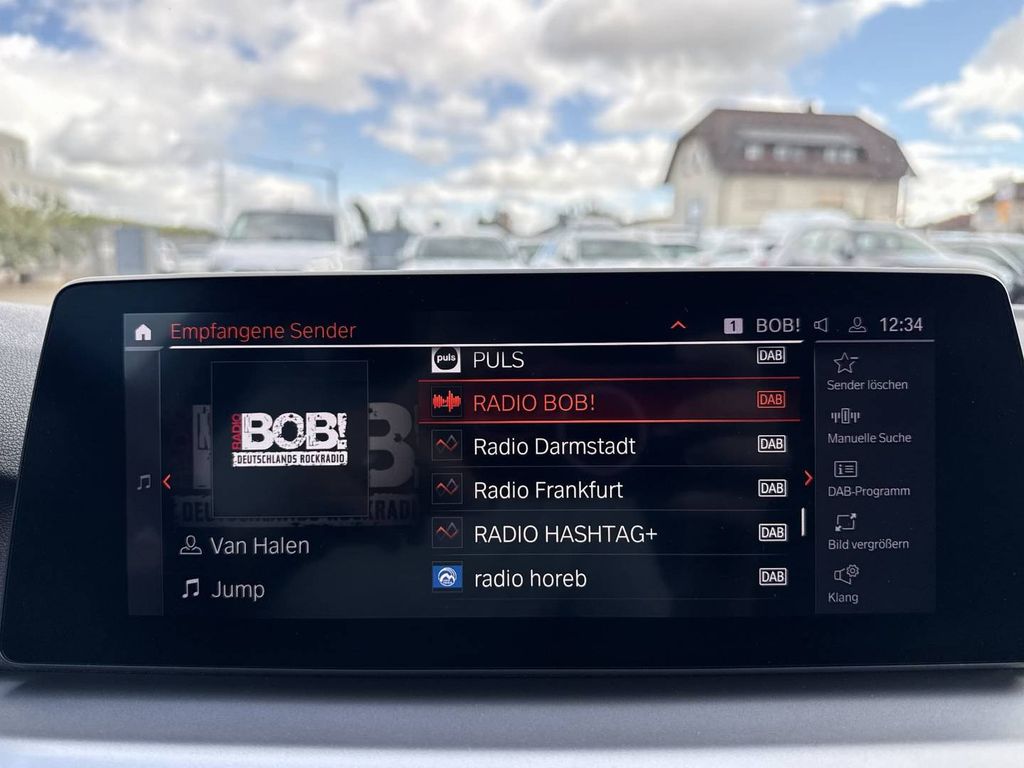 Empfangene Sender
1 BOB! 12:34
RADIO
BOB!
DEUTSCHLANDS ROCKRADIO
Van Halen
Jump
puls PULS DAB
RADIO BOB! DAB
Radio Darmstadt DAB
Radio Frankfurt DAB
RADIO HASHTAG+ DAB
radio horeb DAB
Sender löschen
Manuelle Suche
DAB-Programm
Bild vergrößern
Klang